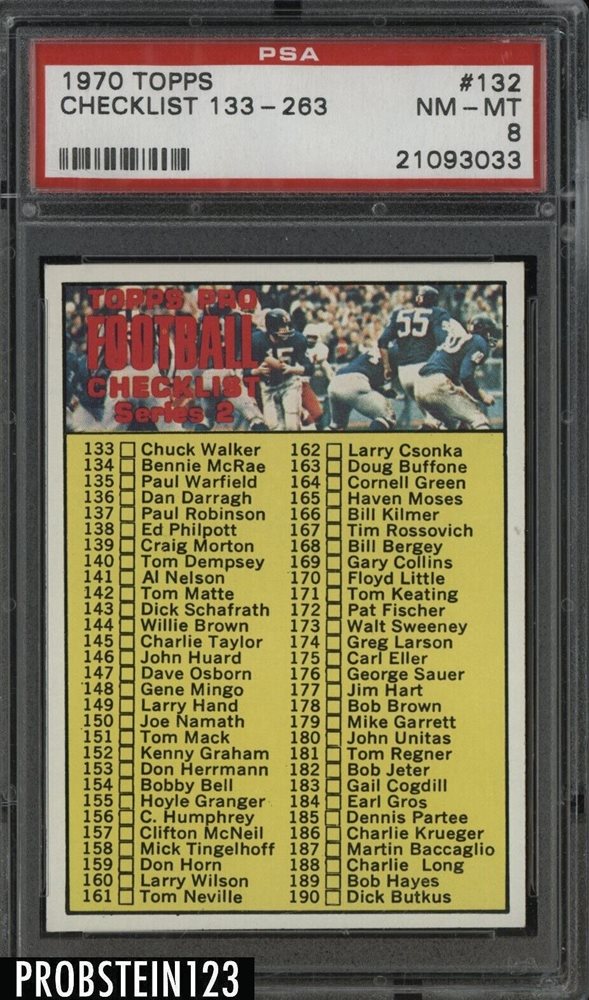 PSA
1970 TOPPS #132
CHECKLIST 133-263 NM-MT
8
21093033
TOPPS PRO
FOOTBALL
CHECKLIST
Series 2
55
15
133 Chuck Walker
134 Bennie McRae
135 Paul Warfield
136 Dan Darragh
137 Paul Robinson
138 Ed Philpott
139 Craig Morton
140 Tom Dempsey
141 Al Nelson
142 Tom Matte
143 Dick Schafrath
144 Willie Brown
145 Charlie Taylor
146 John Huard
147 Dave Osborn
148 Gene Mingo
149 Larry Hand
150 Joe Namath
151 Tom Mack
152 Kenny Graham
153 Don Herrmann
154 Bobby Bell
155 Hoyle Granger
156 C. Humphrey
157 Clifton McNeil
158 Mick Tingelhoff
159 Don Horn
160 Larry Wilson
161 Tom Neville
162 Larry Csonka
163 Doug Buffone
164 Cornell Green
165 Haven Moses
166 Bill Kilmer
167 Tim Rossovich
168 Bill Bergey
169 Gary Collins
170 Floyd Little
171 Tom Keating
172 Pat Fischer
173 Walt Sweeney
174 Greg Larson
175 Carl Eller
176 George Sauer
177 Jim Hart
178 Bob Brown
179 Mike Garrett
180 John Unitas
181 Tom Regner
182 Bob Jeter
183 Gail Cogdill
184 Earl Gros
185 Dennis Partee
186 Charlie Krueger
187 Martin Baccaglio
188 Charlie Long
189 Bob Hayes
190 Dick Butkus
PROBSTEIN123